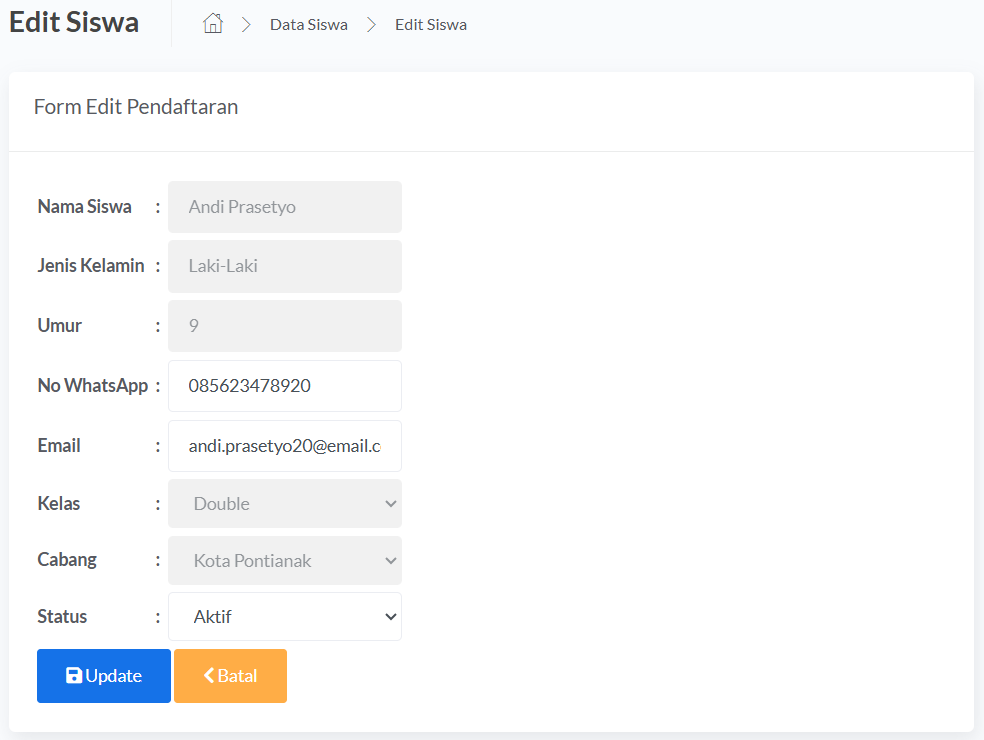 Edit Siswa
Data Siswa
Edit Siswa
Form Edit Pendaftaran
Nama Siswa : Andi Prasetyo
Jenis Kelamin : Laki-Laki
Umur : 9
No WhatsApp : 085623478920
Email : andi.prasetyo20@email.c
Kelas : Double
Cabang : Kota Pontianak
Status : Aktif
Update Batal